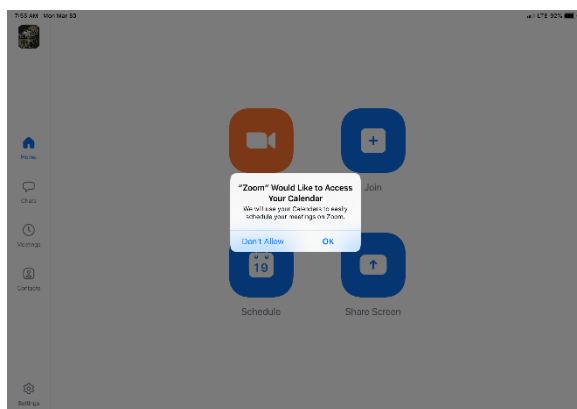 7:55 AM Mon Mar 30
LTE 92%
Home
Chats
Meetings
Contacts
Settings
Join
"Zoom" Would Like to Access
Your Calendar
We will use your Calendars to easily
schedule your meetings on Zoom.
Don't Allow
OK
19
Schedule
Share Screen